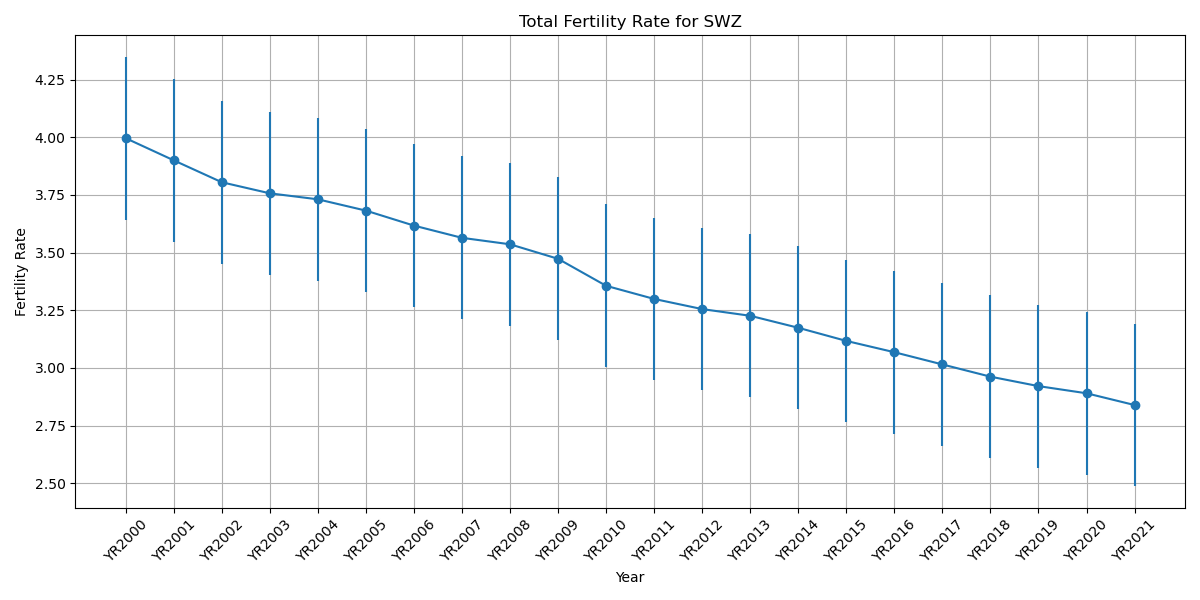 Total Fertility Rate for SWZ
Fertility Rate
4.25
4.00
3.75
3.50
3.25
3.00
2.75
2.50
YR2000
YR2001
YR2002
YR2003
YR2004
YR2005
YR2006
YR2007
YR2008
YR2009
YR2010
YR2011
YR2012
YR2013
YR2014
YR2015
YR2016
YR2017
YR2018
YR2019
YR2020
YR2021
Year